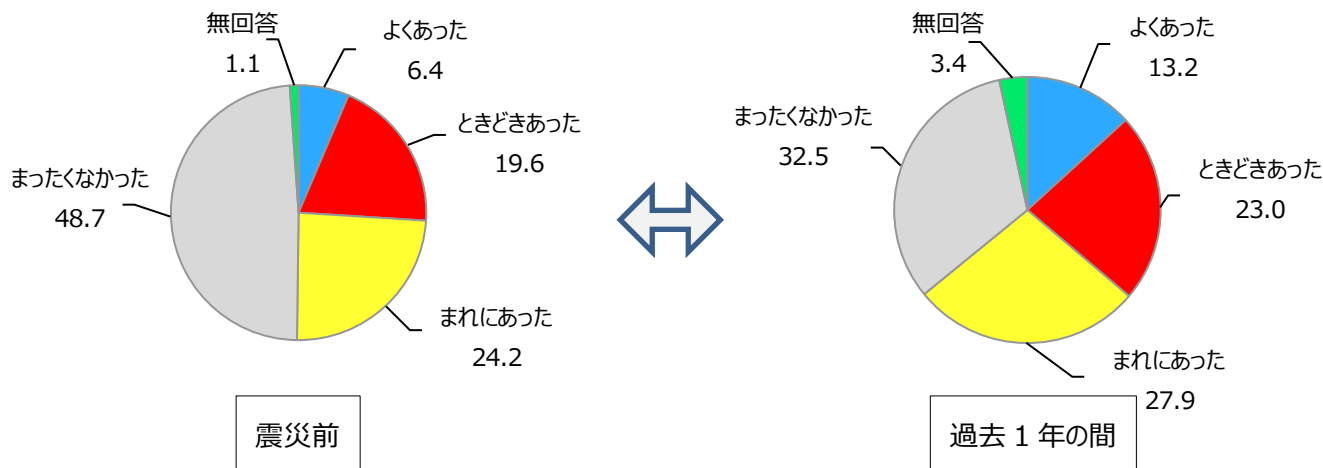 無回答
1.1
よくあった
6.4
ときどきあった
19.6
まったくなかった
48.7
まれにあった
24.2
震災前
無回答
3.4
よくあった
13.2
まったくなかった
32.5
ときどきあった
23.0
まれにあった
27.9
過去 1 年の間